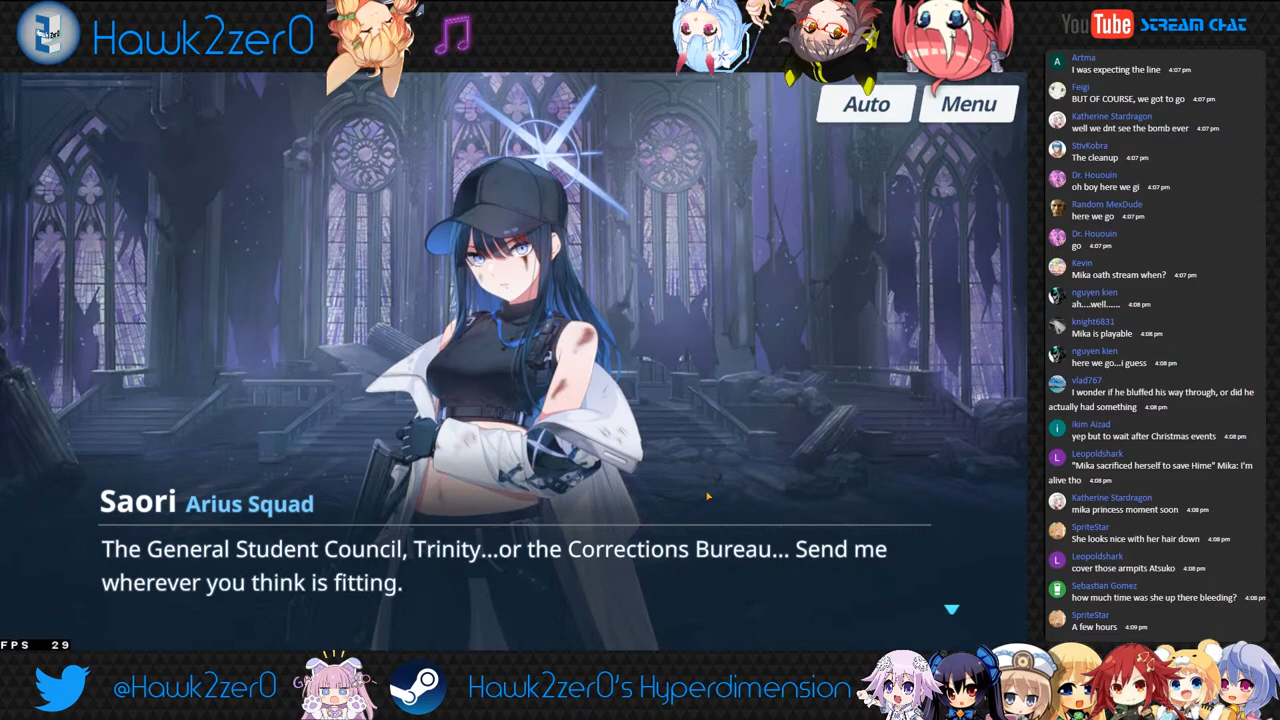 Hawk2zer0
You Tube STREAM CHAT
Auto
Menu
Artma
I was expecting the line 4:07 pm
Feigi
BUT OF COURSE, we got to go 4:07 pm
Katherine Stardragon
well we dnt see the bomb ever 4:07 pm
StivKobra
The cleanup 4:07 pm
Dr. Hououin
oh boy here we gi 4:07 pm
Random MexDude
here we go 4:07 pm
Dr. Hououin
go 4:07 pm
Kevin
Mika oath stream when? 4:07 pm
nguyen kien
ah....well...... 4:08 pm
knight6831
Mika is playable 4:08 pm
nguyen kien
here we go...i guess 4:08 pm
vlad767
I wonder if he bluffed his way through, or did he
actually had something 4:08 pm
ikim Aizad
yep but to wait after Christmas events 4:08 pm
Leopoldshark
"Mika sacrificed herself to save Hime" Mika: I'm
alive tho 4:08 pm
Katherine Stardragon
mika princess moment soon 4:08 pm
SpriteStar
She looks nice with her hair down 4:08 pm
Leopoldshark
cover those armpits Atsuko 4:08 pm
Sebastian Gomez
how much time was she up there bleeding? 4:08 pm
SpriteStar
A few hours 4:09 pm
Saori Arius Squad
The General Student Council, Trinity...or the Corrections Bureau... Send me
wherever you think is fitting.
FPS 29
@Hawk2zer0
Hawk2zer0's Hyperdimension